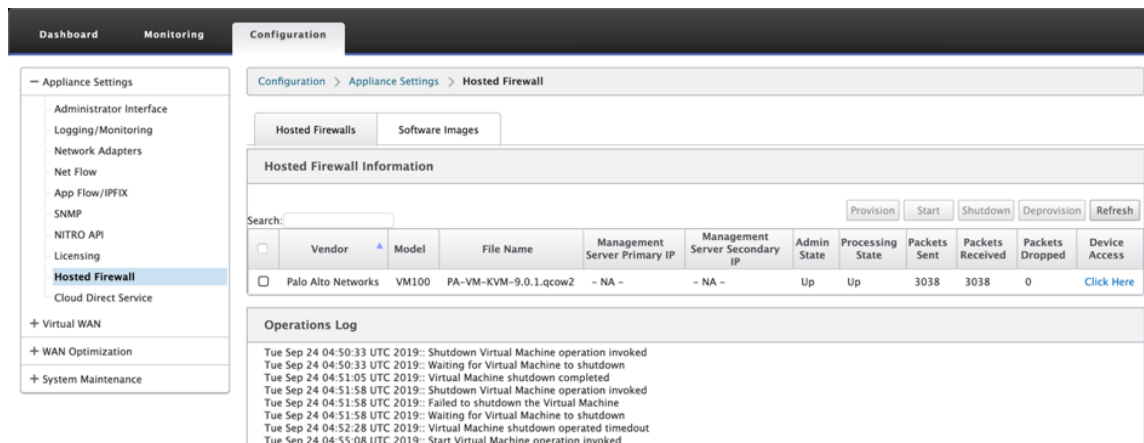 Dashboard Monitoring Configuration
Appliance Settings
Administrator Interface
Logging/Monitoring
Network Adapters
Net Flow
App Flow/IPFIX
SNMP
NITRO API
Licensing
Hosted Firewall
Cloud Direct Service
Virtual WAN
WAN Optimization
System Maintenance
Configuration > Appliance Settings > Hosted Firewall
Hosted Firewalls Software Images
Hosted Firewall Information
Provision Start Shutdown Deprovision Refresh
Search:
Vendor Model File Name Management Server Primary IP Management Server Secondary IP Admin State Processing State Packets Sent Packets Received Packets Dropped Device Access
Palo Alto Networks VM100 PA-VM-KVM-9.0.1.qcow2 - NA - - NA - Up Up 3038 3038 0 Click Here
Operations Log
Tue Sep 24 04:50:33 UTC 2019:: Shutdown Virtual Machine operation invoked
Tue Sep 24 04:50:33 UTC 2019:: Waiting for Virtual Machine to shutdown
Tue Sep 24 04:51:05 UTC 2019:: Virtual Machine shutdown completed
Tue Sep 24 04:51:58 UTC 2019:: Shutdown Virtual Machine operation invoked
Tue Sep 24 04:51:58 UTC 2019:: Failed to shutdown the Virtual Machine
Tue Sep 24 04:51:58 UTC 2019:: Waiting for Virtual Machine to shutdown
Tue Sep 24 04:52:28 UTC 2019:: Virtual Machine shutdown operated timedout
Tue Sep 24 04:55:08 UTC 2019:: Start Virtual Machine operation invoked